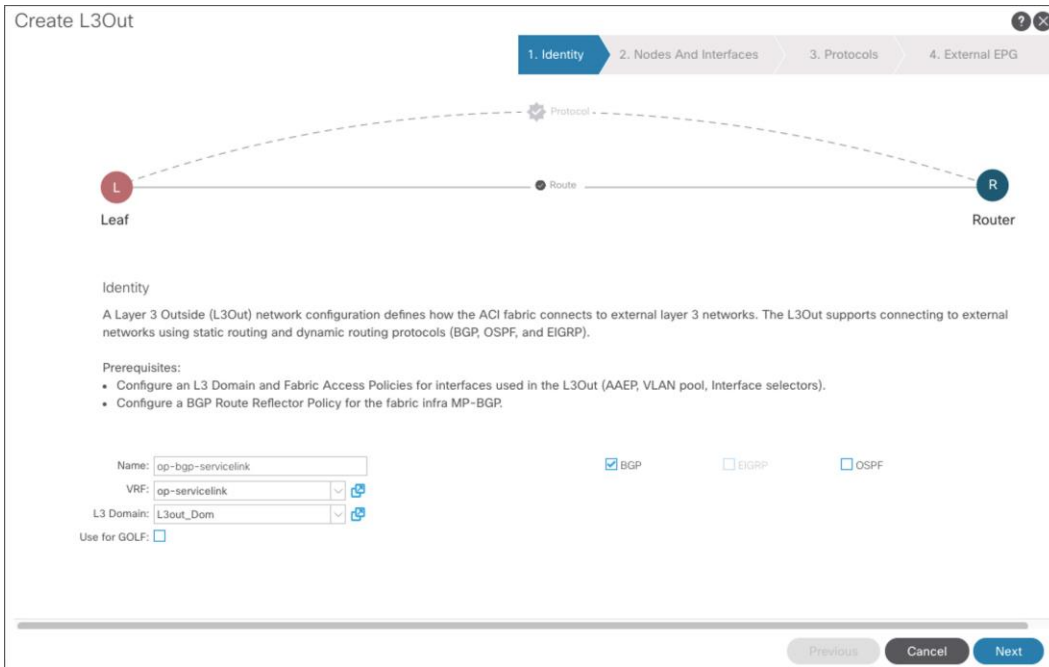 Create L3Out
?
1. Identity 2. Nodes And Interfaces 3. Protocols 4. External EPG
Protocol
L Route R
Leaf Router
Identity
A Layer 3 Outside (L3Out) network configuration defines how the ACI fabric connects to external layer 3 networks. The L3Out supports connecting to external
networks using static routing and dynamic routing protocols (BGP, OSPF, and EIGRP).
Prerequisites:
• Configure an L3 Domain and Fabric Access Policies for interfaces used in the L3Out (AAEP, VLAN pool, Interface selectors).
• Configure a BGP Route Reflector Policy for the fabric infra MP-BGP.
Name: op-bgp-servicelink BGP EIGRP OSPF
VRF: op-servicelink
L3 Domain: L3out_Dom
Use for GOLF:
Previous Cancel Next